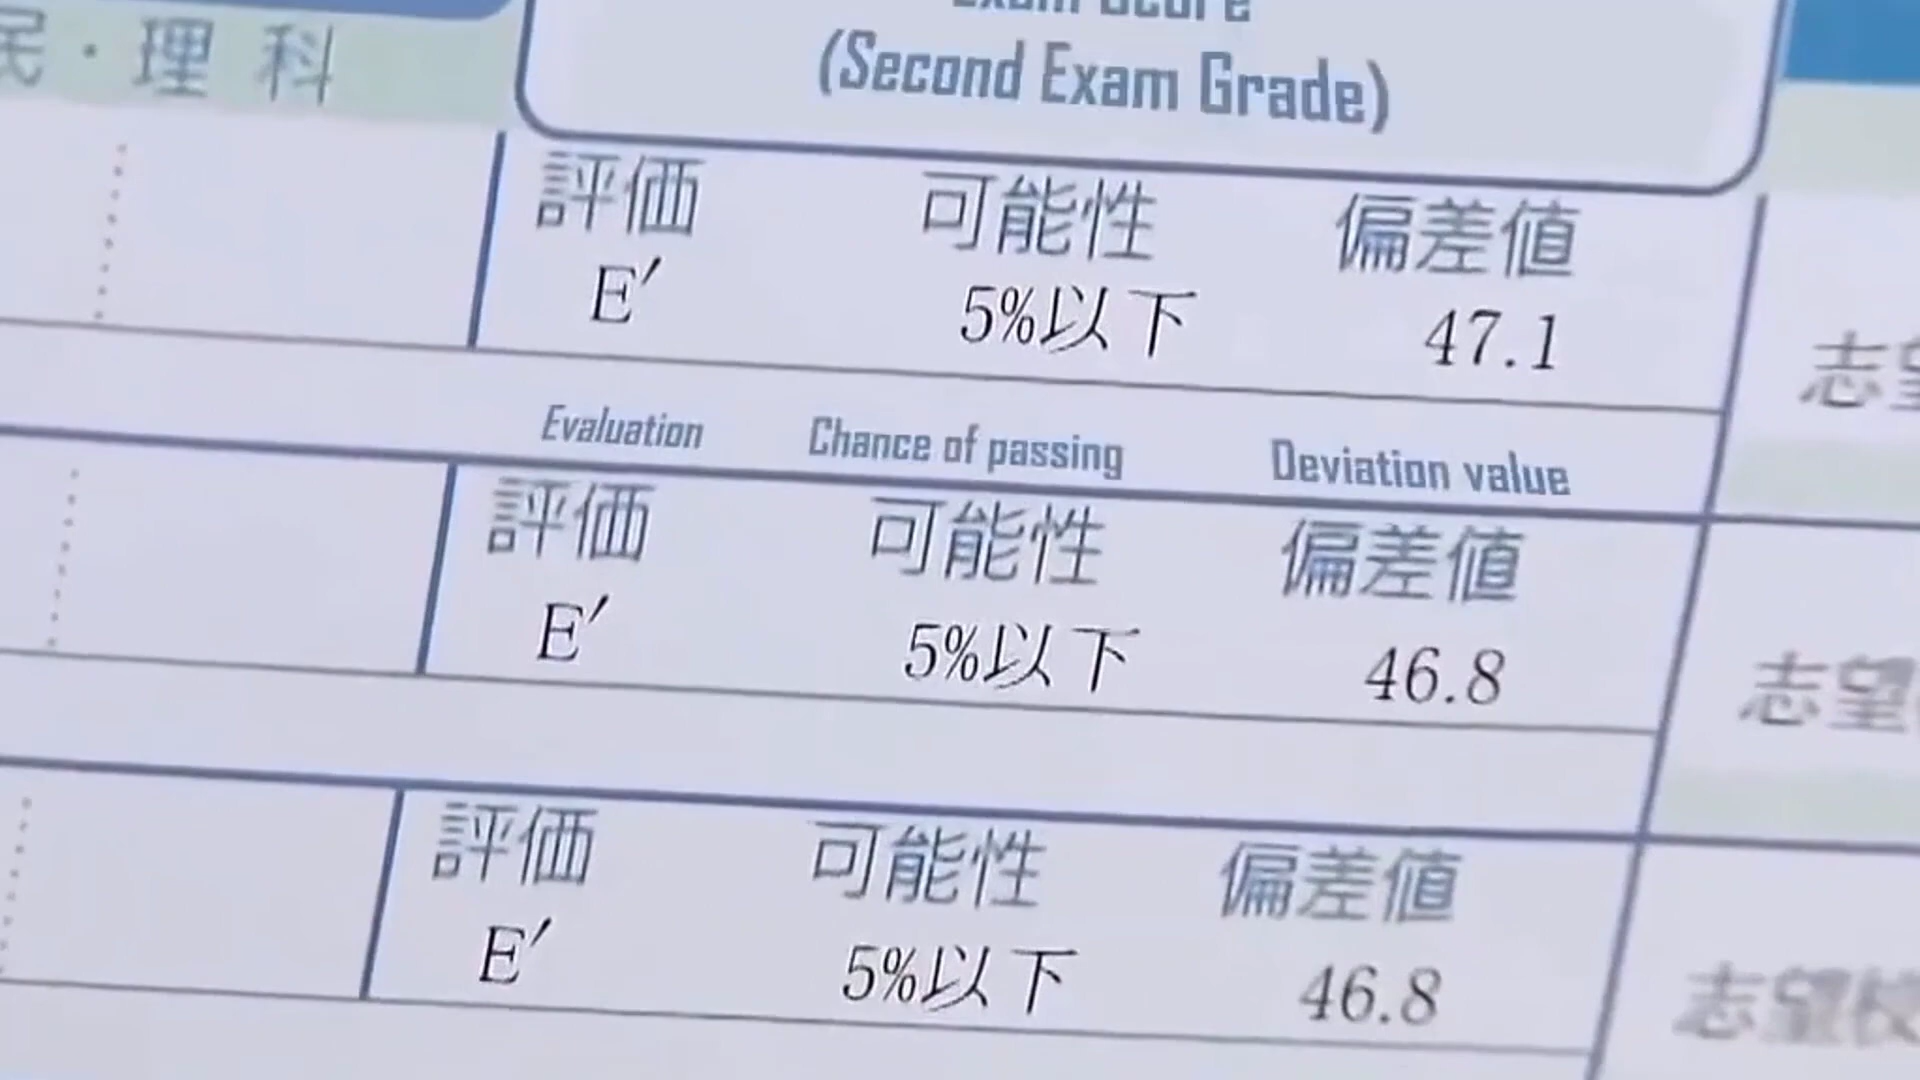 民・理科
Exam Score
(Second Exam Grade)
評価 可能性 偏差値
E′ 5%以下 47.1
志望
Evaluation Chance of passing Deviation value
評価 可能性 偏差値
E′ 5%以下 46.8
志望
評価 可能性 偏差値
E′ 5%以下 46.8
志望校